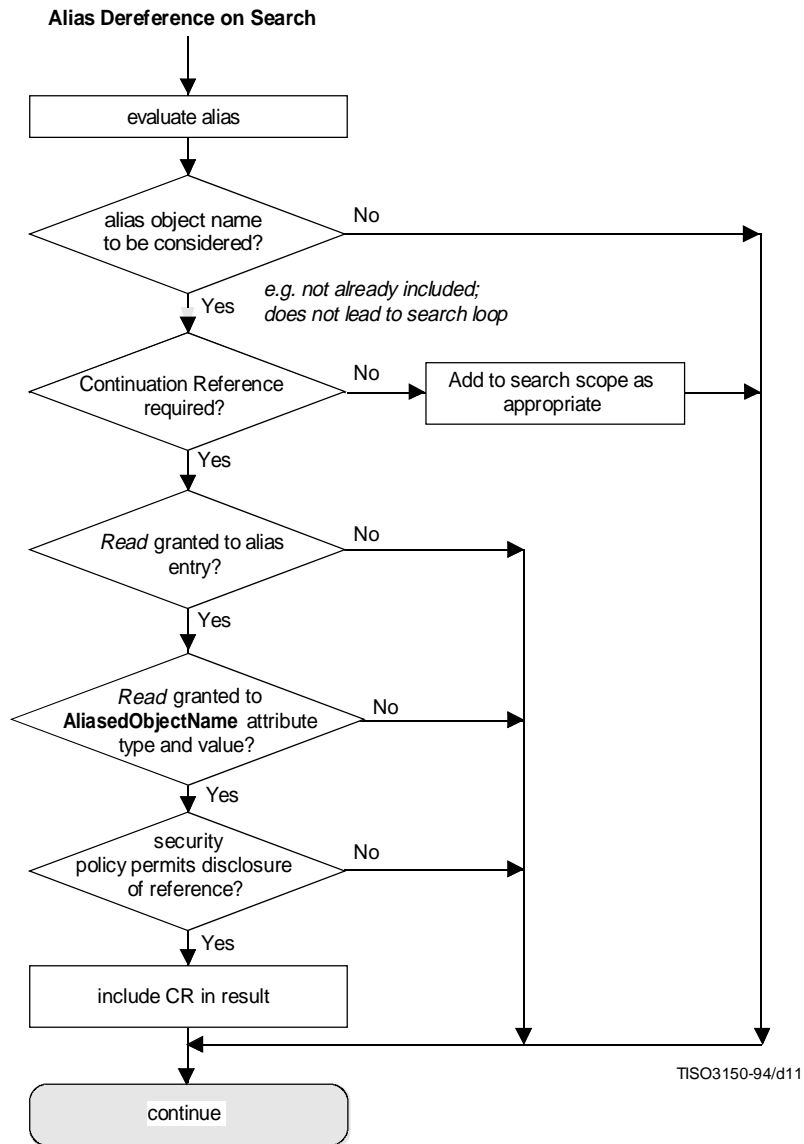 Alias Dereference on Search
evaluate alias
alias object name
to be considered?
No
Yes
e.g. not already included;
does not lead to search loop
Continuation Reference
required?
No
Add to search scope as
appropriate
Yes
Read granted to alias
entry?
No
Yes
Read granted to
AliasedObjectName attribute
type and value?
No
Yes
security
policy permits disclosure
of reference?
No
Yes
include CR in result
TISO3150-94/d11
continue